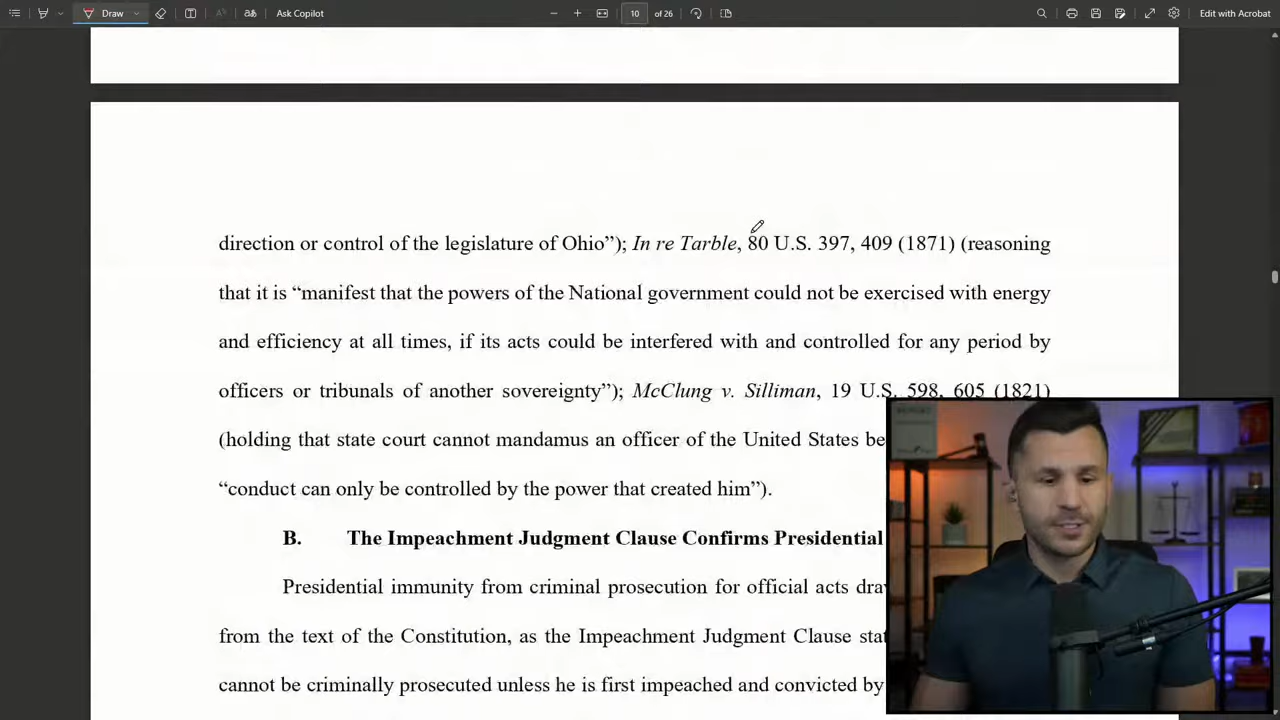 Draw
Ask Copilot
10 of 26
Edit with Acrobat
direction or control of the legislature of Ohio”); In re Tarble, 80 U.S. 397, 409 (1871) (reasoning
that it is “manifest that the powers of the National government could not be exercised with energy
and efficiency at all times, if its acts could be interfered with and controlled for any period by
officers or tribunals of another sovereignty”); McClung v. Silliman, 19 U.S. 598, 605 (1821)
(holding that state court cannot mandamus an officer of the United States be
“conduct can only be controlled by the power that created him”).
B. The Impeachment Judgment Clause Confirms Presidential
Presidential immunity from criminal prosecution for official acts dra
from the text of the Constitution, as the Impeachment Judgment Clause stat
cannot be criminally prosecuted unless he is first impeached and convicted by